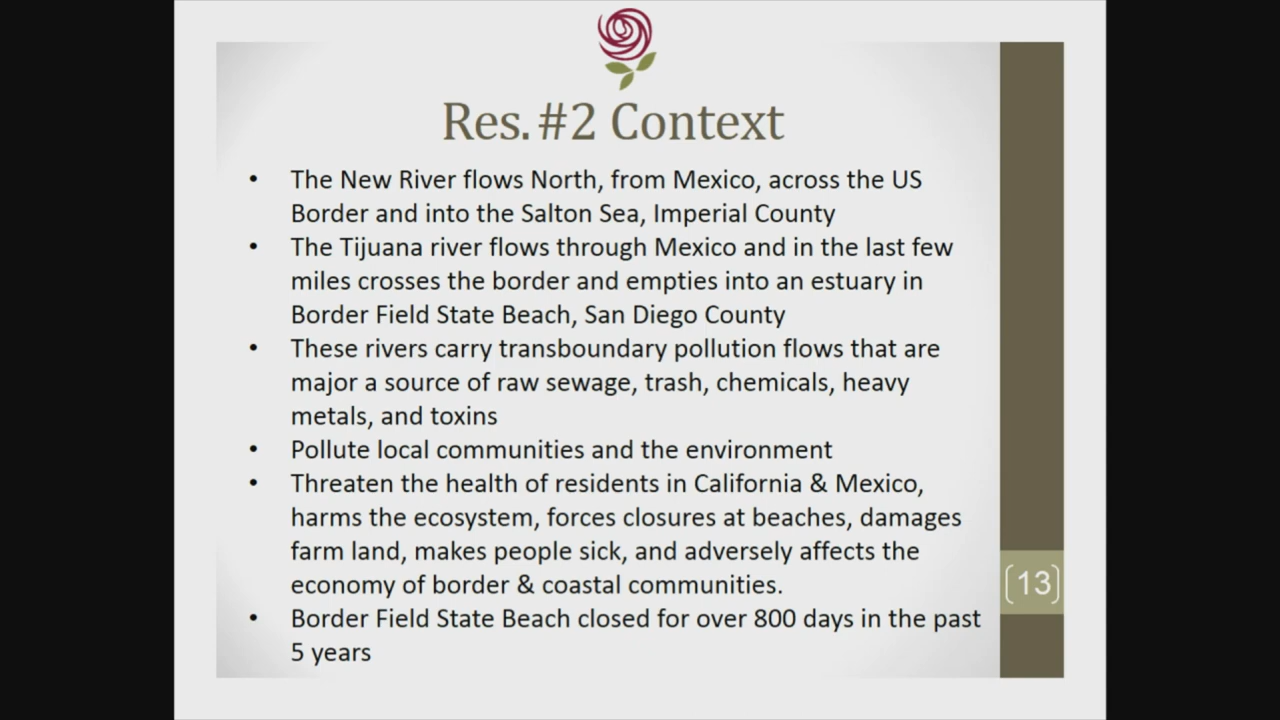 Res. #2 Context
• The New River flows North, from Mexico, across the US
Border and into the Salton Sea, Imperial County
• The Tijuana river flows through Mexico and in the last few
miles crosses the border and empties into an estuary in
Border Field State Beach, San Diego County
• These rivers carry transboundary pollution flows that are
major a source of raw sewage, trash, chemicals, heavy
metals, and toxins
• Pollute local communities and the environment
• Threaten the health of residents in California & Mexico,
harms the ecosystem, forces closures at beaches, damages
farm land, makes people sick, and adversely affects the
economy of border & coastal communities.
[13]
• Border Field State Beach closed for over 800 days in the past
5 years